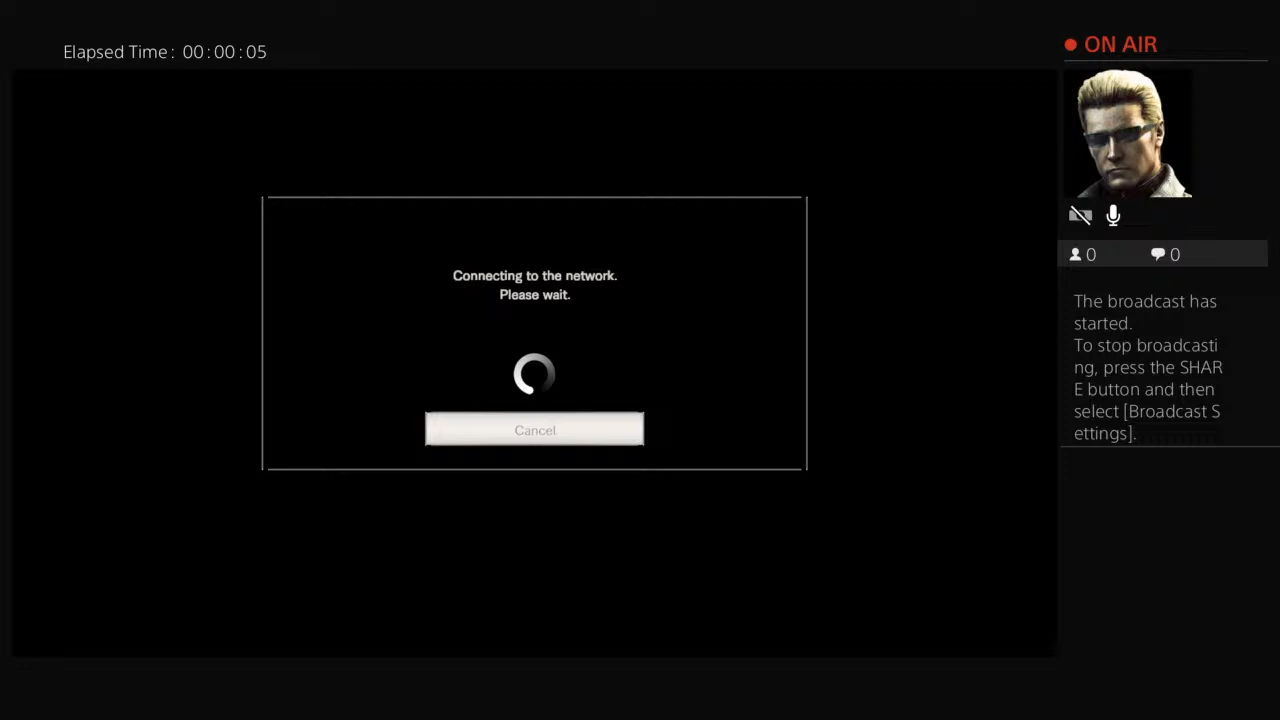 Elapsed Time: 00:00:05
ON AIR
0 0
Connecting to the network.
Please wait.
Cancel
The broadcast has
started.
To stop broadcasti
ng, press the SHAR
E button and then
select [Broadcast S
ettings].